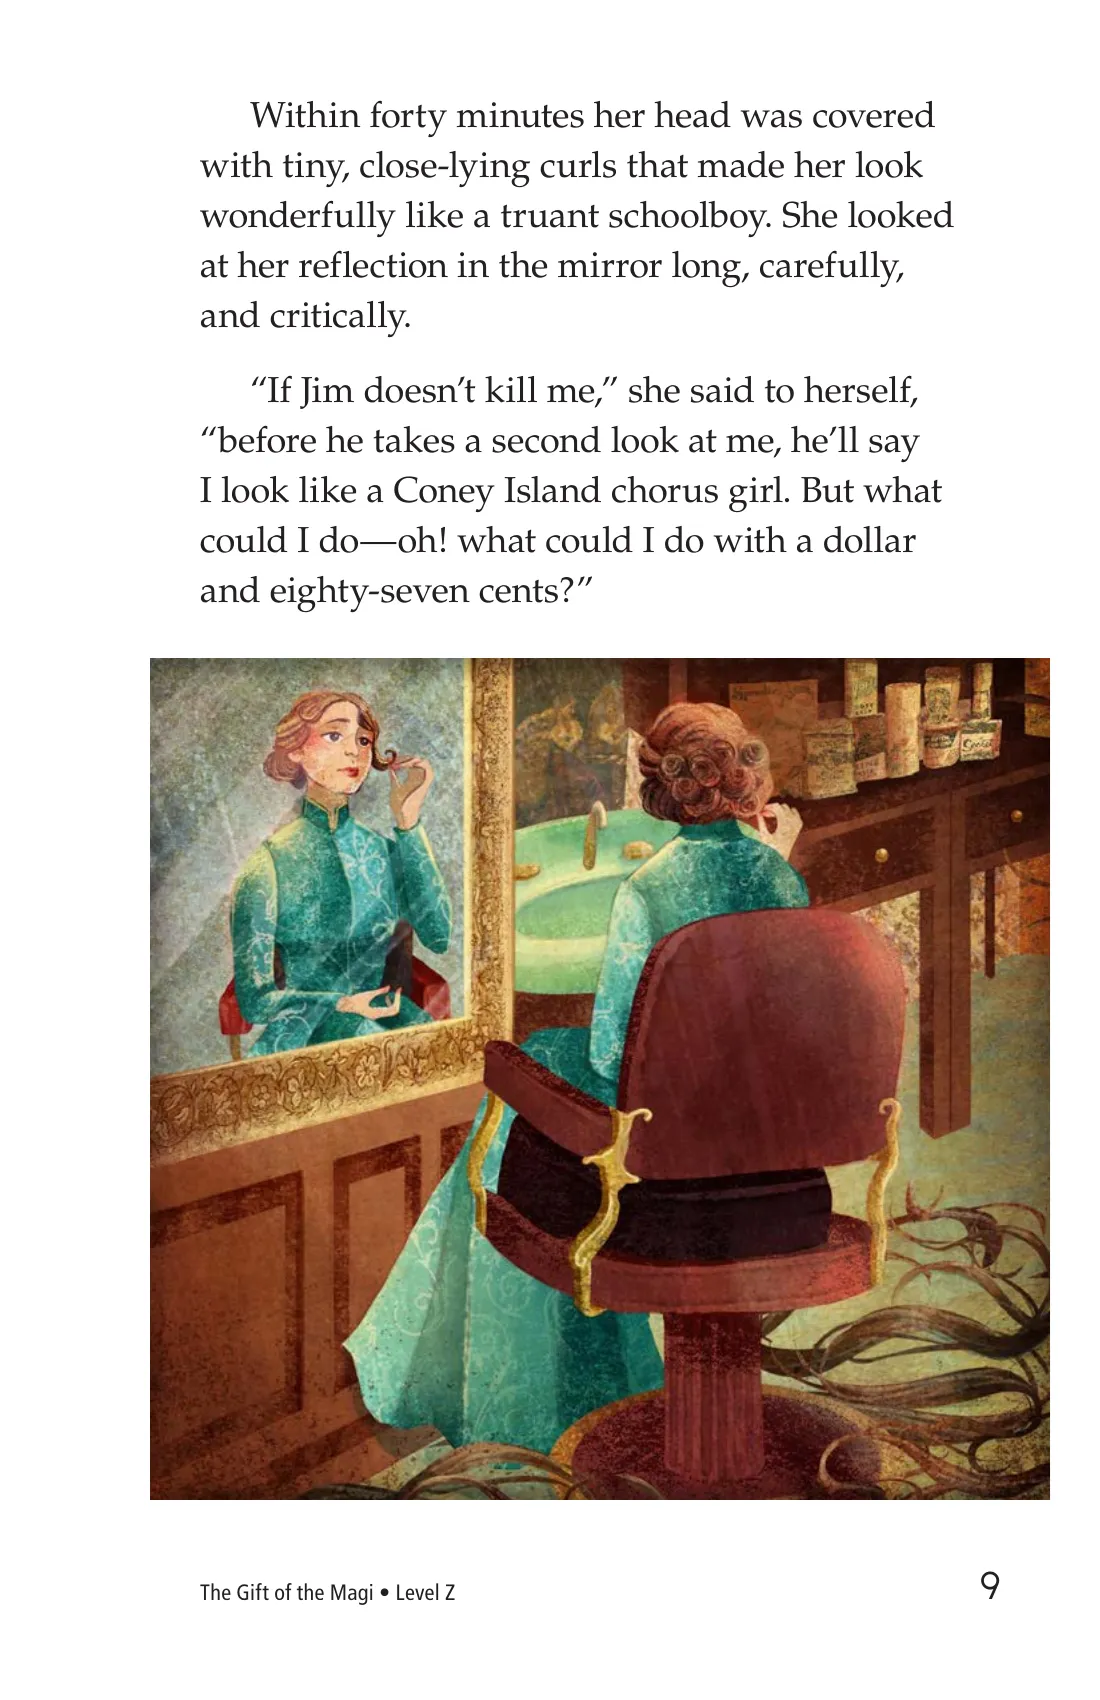 Within forty minutes her head was covered
with tiny, close-lying curls that made her look
wonderfully like a truant schoolboy. She looked
at her reflection in the mirror long, carefully,
and critically.
“If Jim doesn’t kill me,” she said to herself,
“before he takes a second look at me, he’ll say
I look like a Coney Island chorus girl. But what
could I do—oh! what could I do with a dollar
and eighty-seven cents?”
The Gift of the Magi • Level Z
9